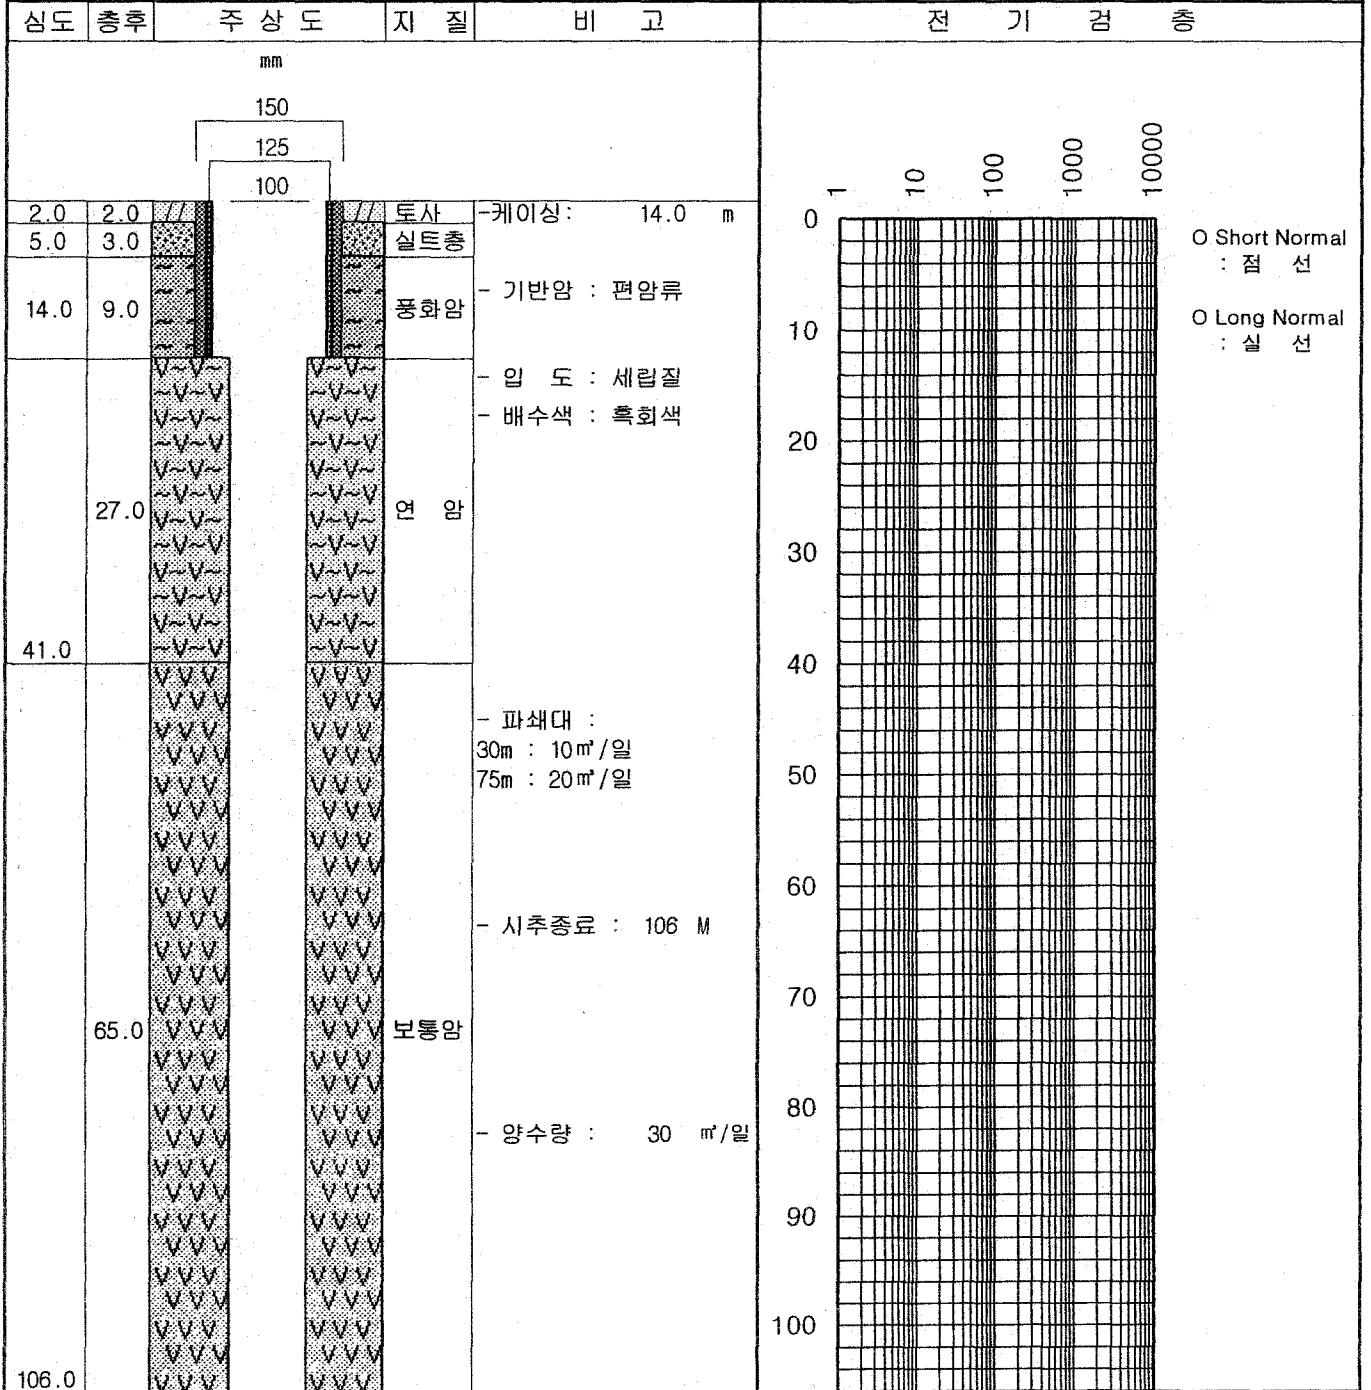 심도 층후 주 상 도 지 질 비 고 전 기 검 층
mm
150
125
100
2.0 2.0 토사 -케이싱: 14.0 m
5.0 3.0 실트층
14.0 9.0 풍화암 - 기반암 : 편암류
- 입 도 : 세립질
- 배수색 : 흑회색
27.0 연 암
41.0
- 파쇄대 :
30m : 10㎥/일
75m : 20㎥/일
- 시추종료 : 106 M
65.0 보통암
- 양수량 : 30 ㎥/일
106.0
1 10 100 1000 10000
0
10
20
30
40
50
60
70
80
90
100
O Short Normal
: 점 선
O Long Normal
: 실 선